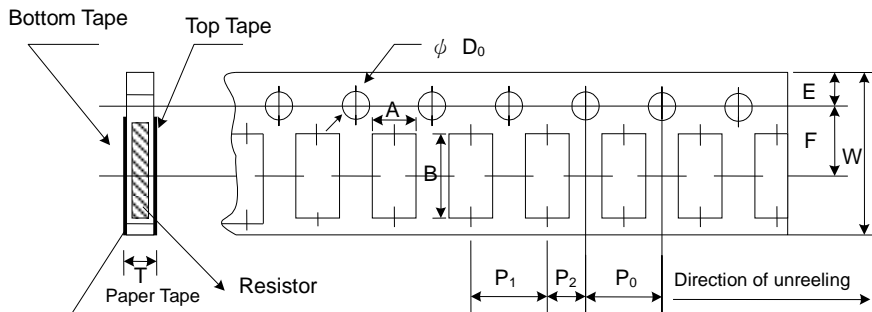 Bottom Tape
Top Tape
ψ D₀
A
E
F
W
B
T
Paper Tape
Resistor
P₁
P₂
P₀
Direction of unreeling